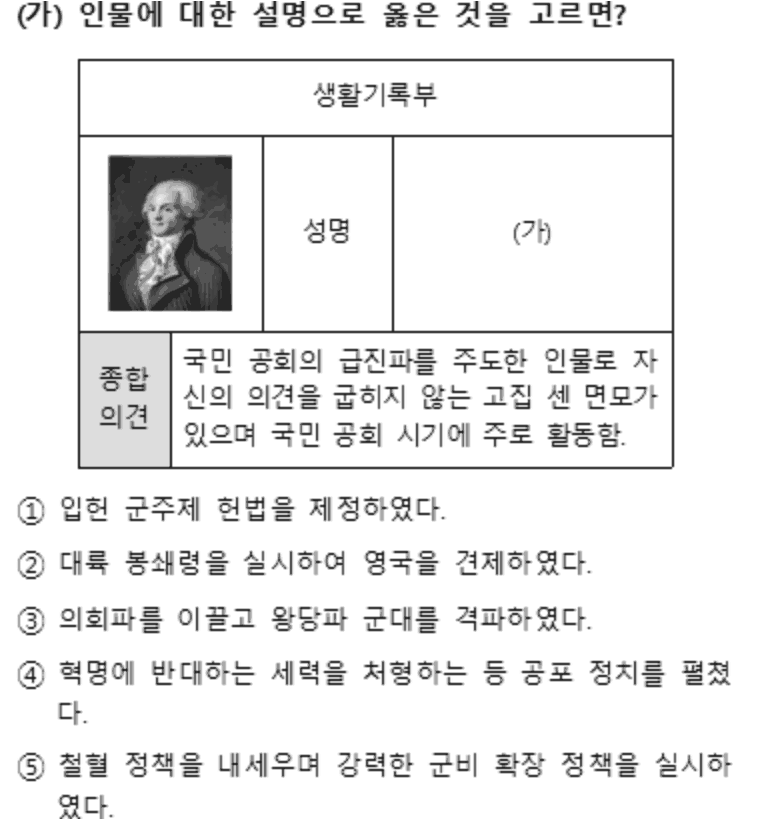 (가) 인물에 대한 설명으로 옳은 것을 고르면?
생활기록부
성명
(가)
종합
의견
국민 공회의 급진파를 주도한 인물로 자
신의 의견을 굽히지 않는 고집 센 면모가
있으며 국민 공회 시기에 주로 활동함.
① 입헌 군주제 헌법을 제정하였다.
② 대륙 봉쇄령을 실시하여 영국을 견제하였다.
③ 의회파를 이끌고 왕당파 군대를 격파하였다.
④ 혁명에 반대하는 세력을 처형하는 등 공포 정치를 펼쳤
다.
⑤ 철혈 정책을 내세우며 강력한 군비 확장 정책을 실시하
였다.